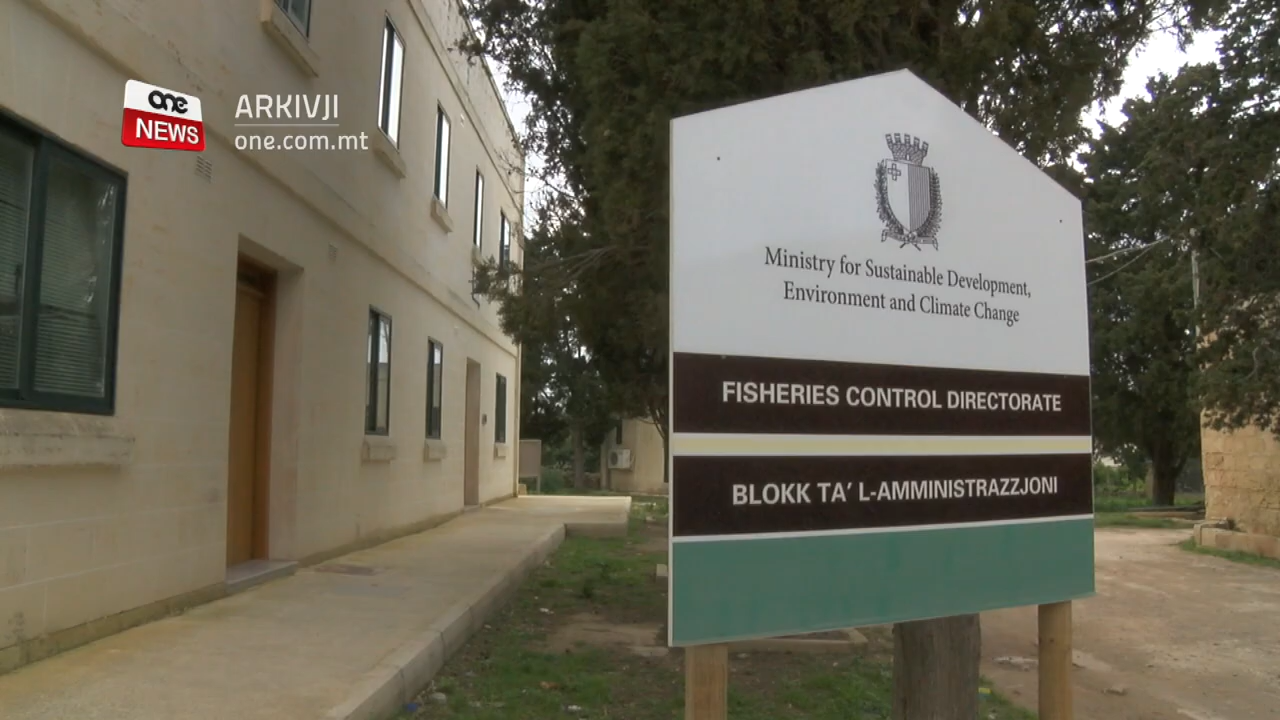 one
NEWS
ARKIVJI
one.com.mt
Ministry for Sustainable Development,
Environment and Climate Change
FISHERIES CONTROL DIRECTORATE
BLOKK TA' L-AMMINISTRAZZJONI